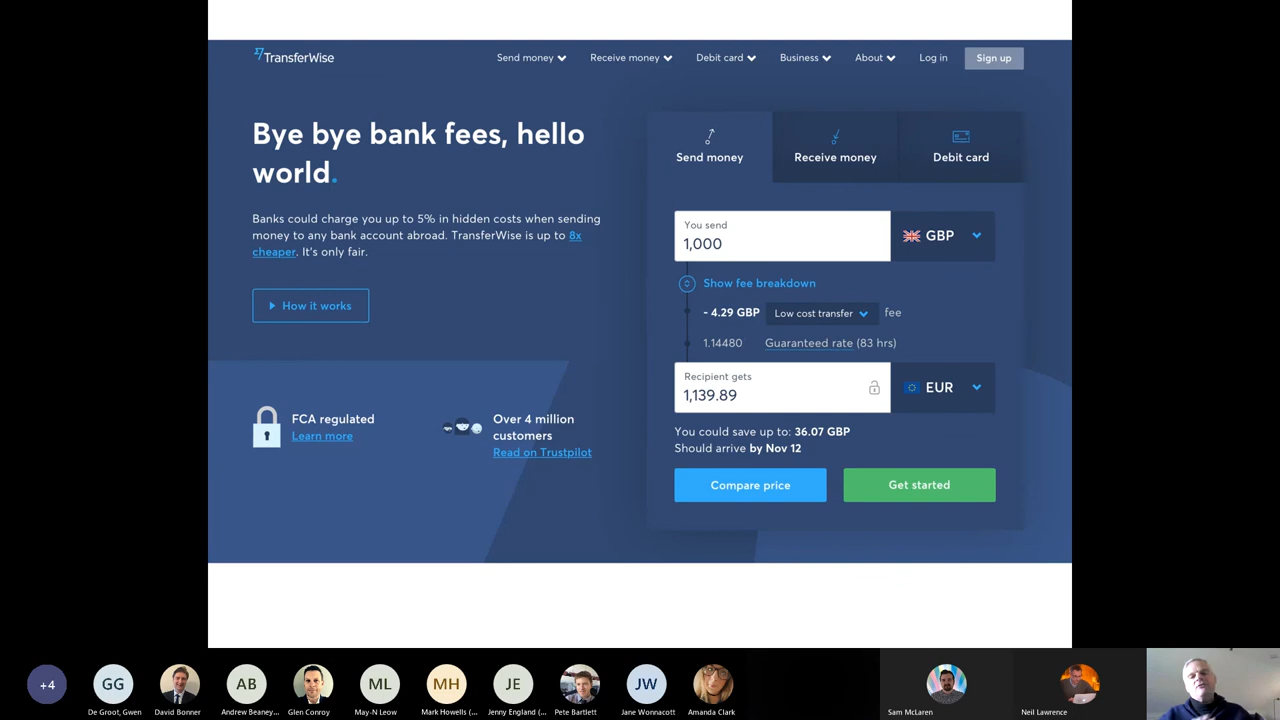 TransferWise
Send money
Receive money
Debit card
Business
About
Log in
Sign up
Bye bye bank fees, hello
world.
Banks could charge you up to 5% in hidden costs when sending
money to any bank account abroad. TransferWise is up to 8x
cheaper. It's only fair.
How it works
FCA regulated
Learn more
Over 4 million
customers
Read on Trustpilot
Send money
Receive money
Debit card
You send
1,000
GBP
Show fee breakdown
- 4.29 GBP Low cost transfer fee
1.14480 Guaranteed rate (83 hrs)
Recipient gets
1,139.89
EUR
You could save up to: 36.07 GBP
Should arrive by Nov 12
Compare price
Get started
+4
GG
AB
ML
MH
JE
JW
De Groot, Gwen
David Bonner
Andrew Beaney...
Glen Conroy
May-N Leow
Mark Howells (...
Jenny England (...
Pete Bartlett
Jane Wonnacott
Amanda Clark
Sam McLaren
Neil Lawrence